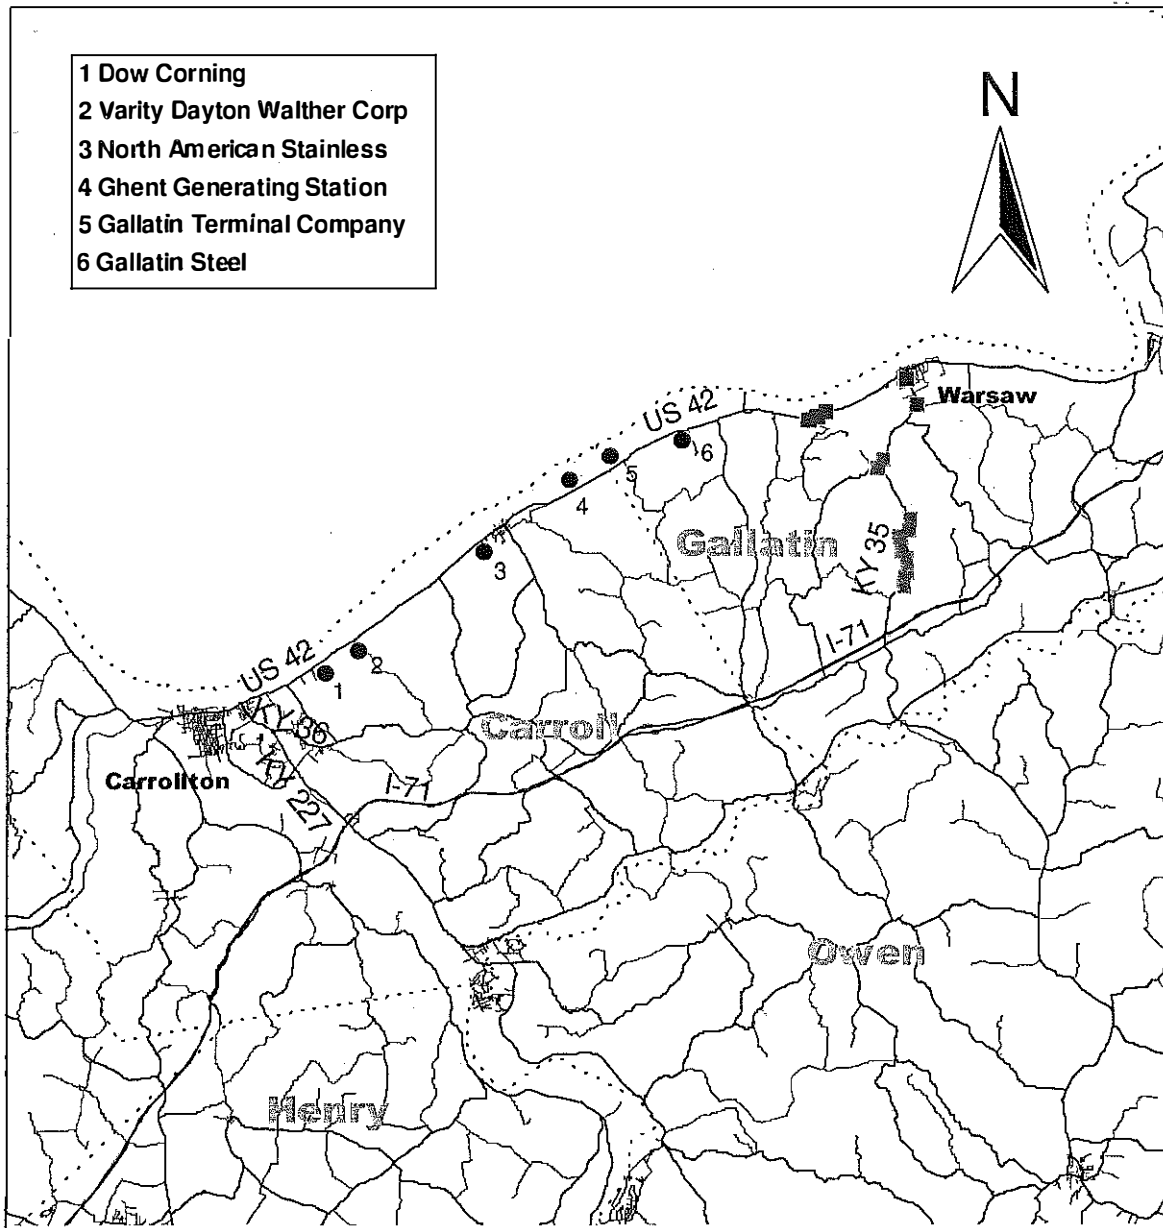 1 Dow Corning
2 Varity Dayton Walther Corp
3 North American Stainless
4 Ghent Generating Station
5 Gallatin Terminal Company
6 Gallatin Steel
N
Warsaw
US 42
6
5
4
Gallatin
KY 35
3
I-71
US 42
2
1
KY 36
Carroll
Carrollton
KY 227
I-71
Owen
Henry